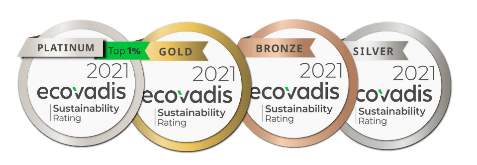 PLATINUM
Top 1%
2021
ecovadis
Sustainability
Rating
GOLD
2021
ecovadis
Sustainability
Rating
BRONZE
2021
ecovadis
Sustainability
Rating
SILVER
2021
ecovadis
Sustainability
Rating